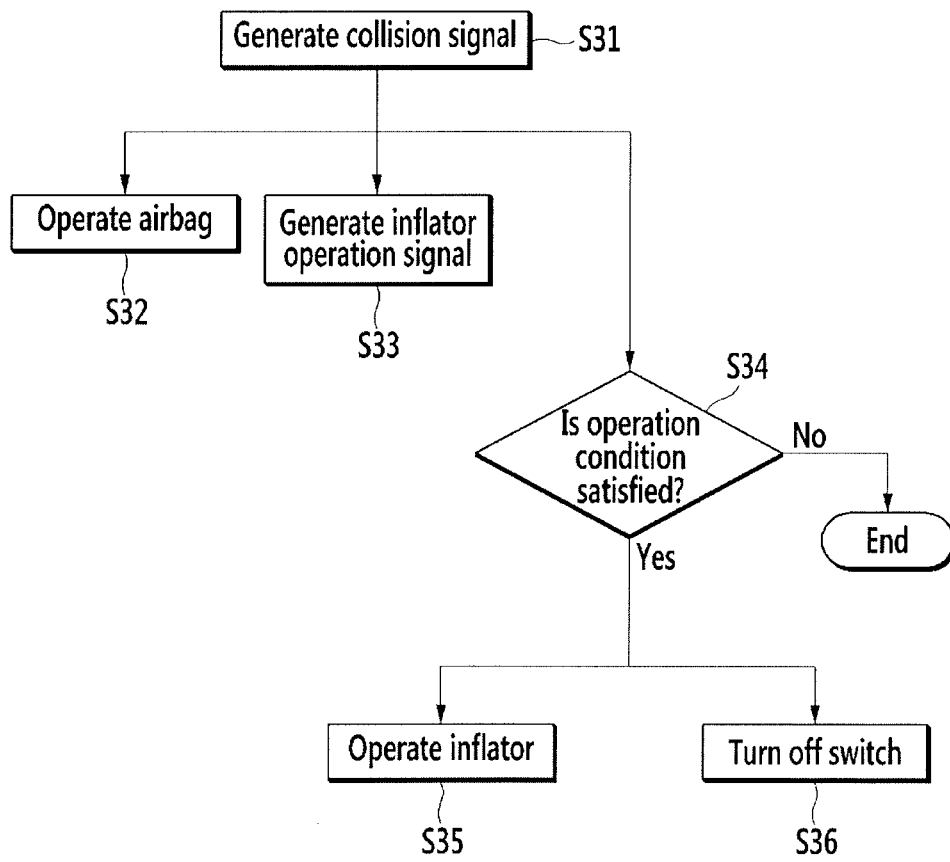 Generate collision signal
S31
Operate airbag
S32
Generate inflator
operation signal
S33
S34
Is operation
condition
satisfied?
No
End
Yes
Operate inflator
S35
Turn off switch
S36